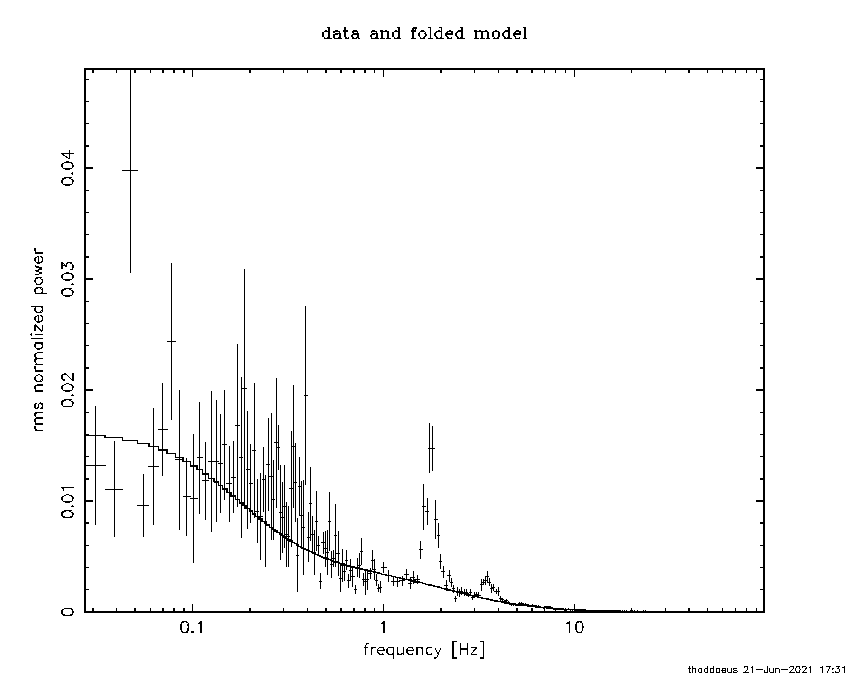 data and folded model
rms normalized power
0.04
0.03
0.02
0.01
0
0.1
1
10
frequency [Hz]
thaddaeus 21-Jun-2021 17:31